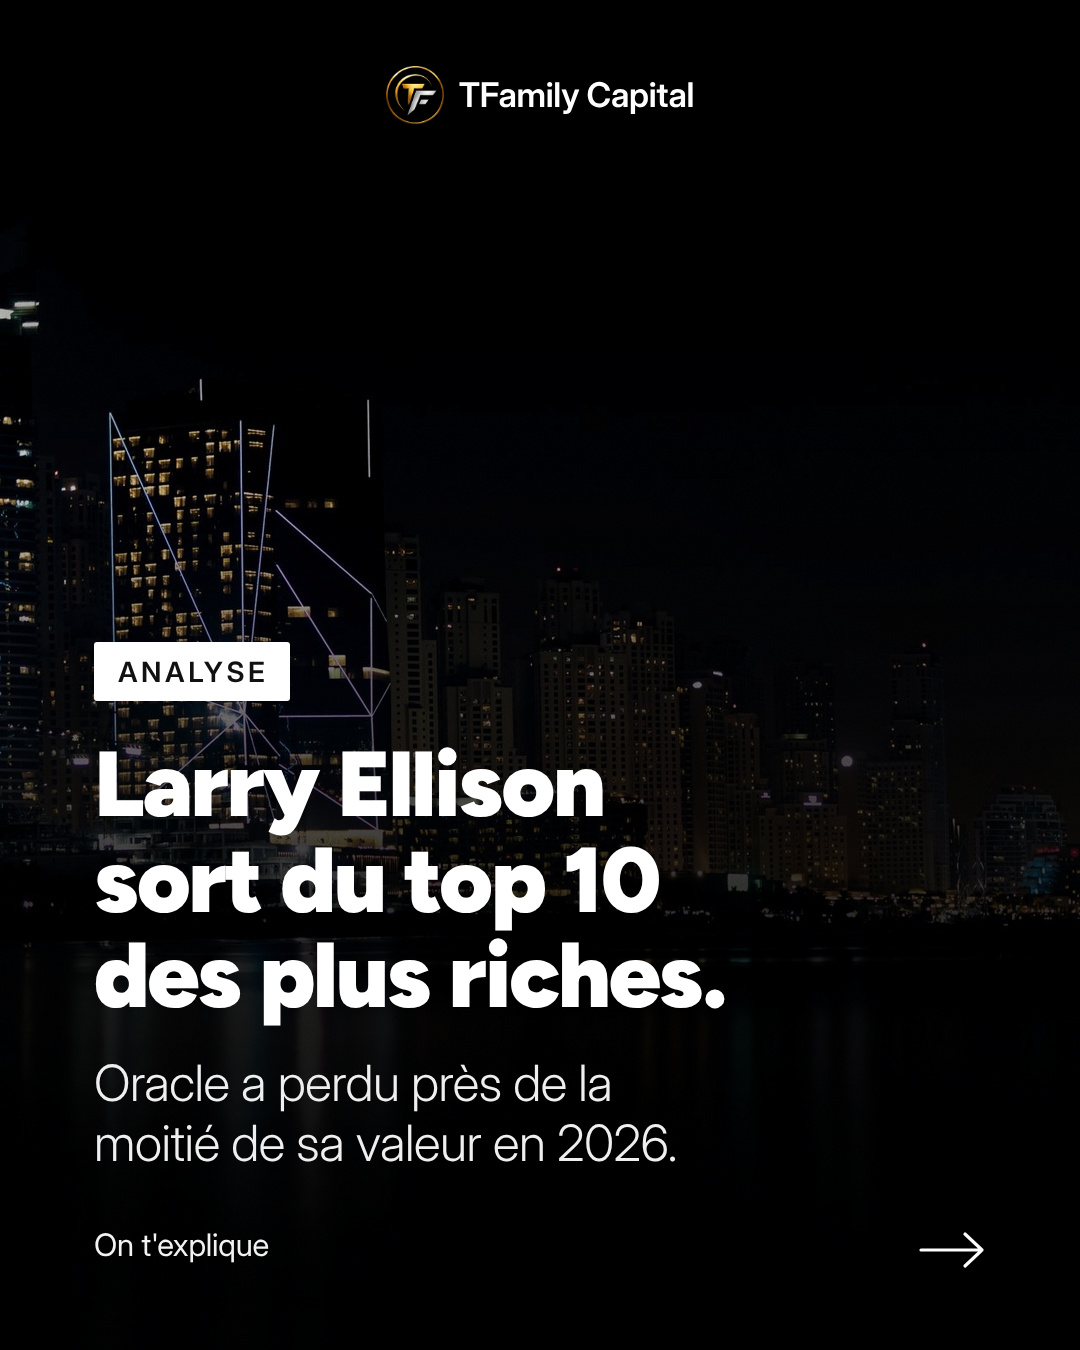 TF TFamily Capital
ANALYSE
Larry Ellison
sort du top 10
des plus riches.
Oracle a perdu près de la
moitié de sa valeur en 2026.
On t'explique